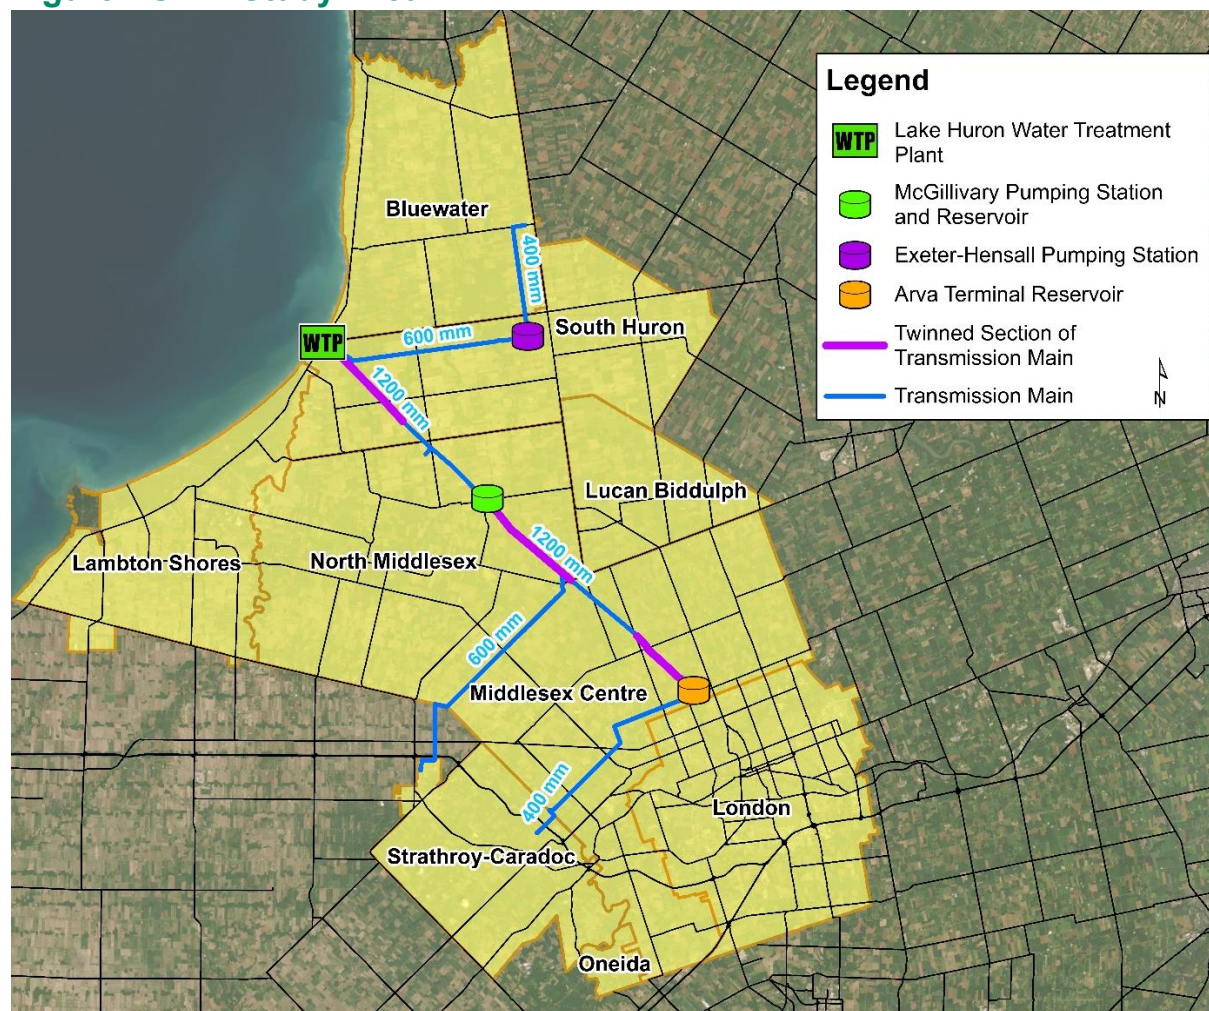 Legend
WTP
Lake Huron Water Treatment
Plant
McGillivary Pumping Station
and Reservoir
Exeter-Hensall Pumping Station
Arva Terminal Reservoir
Twinned Section of
Transmission Main
Transmission Main
N
Bluewater
400 mm
South Huron
600 mm
WTP
1200 mm
Lucan Biddulph
1200 mm
Lambton Shores
North Middlesex
600 mm
Middlesex Centre
400 mm
London
Strathroy-Caradoc
Oneida